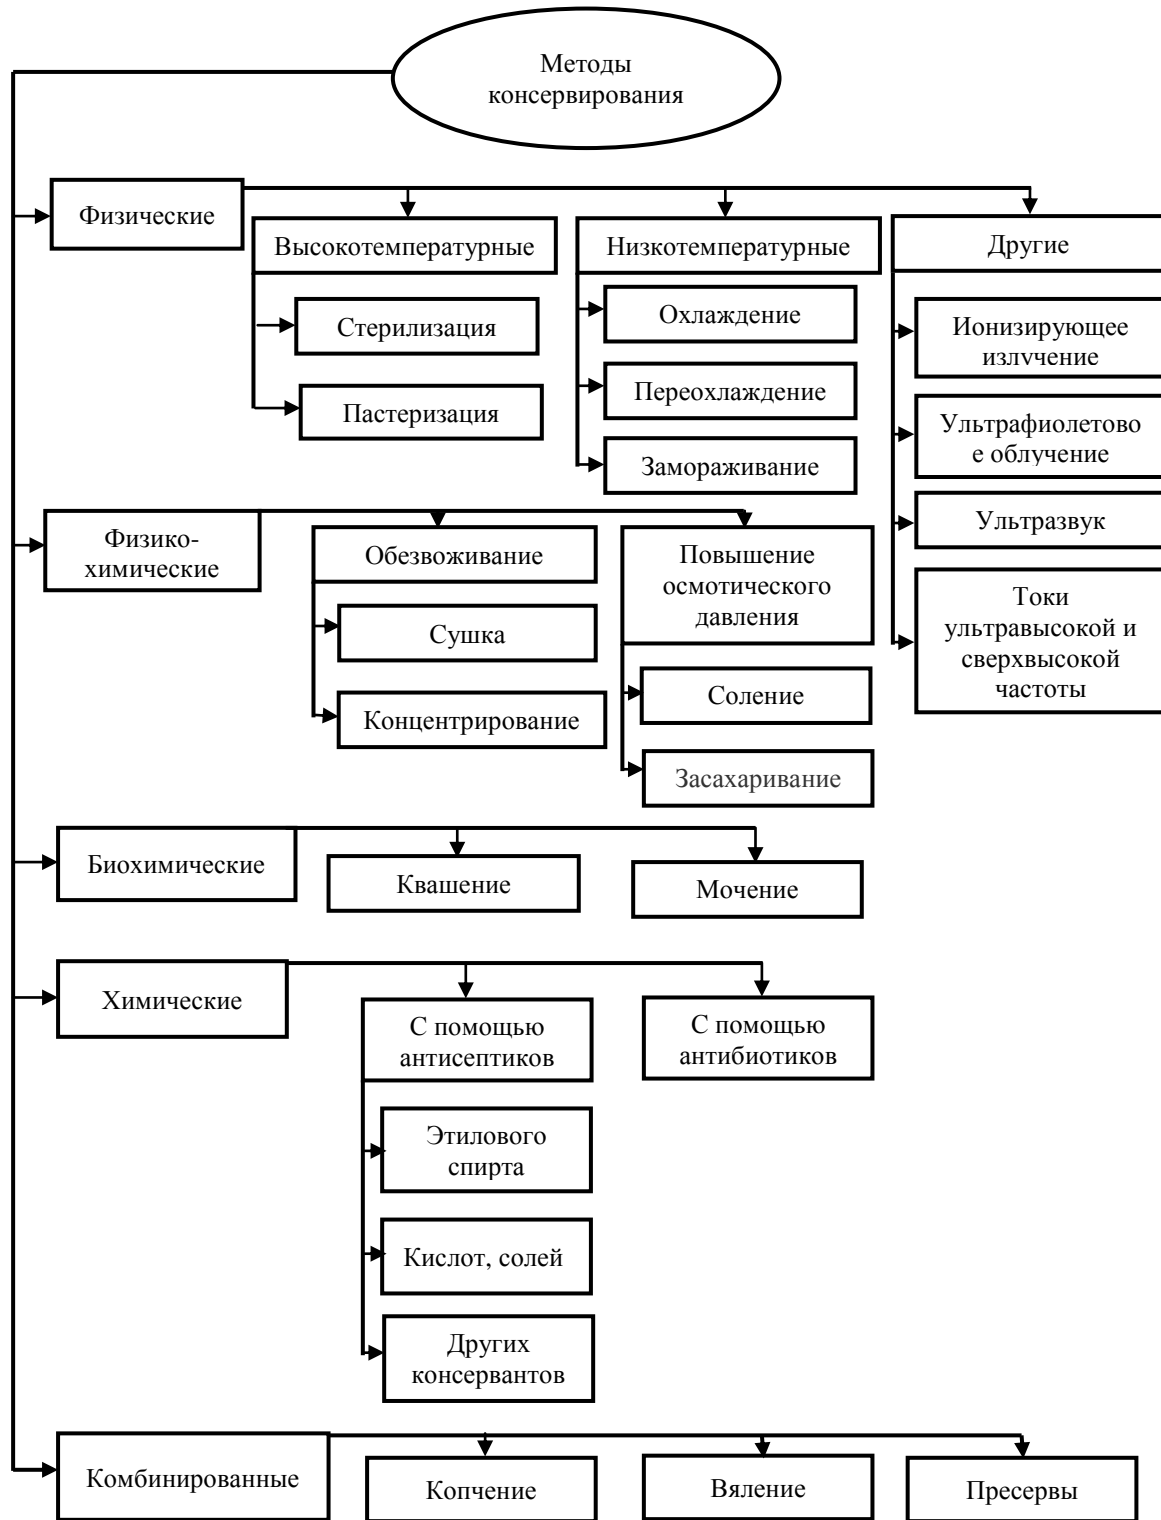 Методы
консервирования
Физические
Высокотемпературные
Стерилизация
Пастеризация
Низкотемпературные
Охлаждение
Переохлаждение
Замораживание
Другие
Ионизирующее
излучение
Ультрафиолетово
е облучение
Ультразвук
Токи
ультравысокой и
сверхвысокой
частоты
Физико-
химические
Обезвоживание
Сушка
Концентрирование
Повышение
осмотического
давления
Соление
Засахаривание
Биохимические
Квашение
Мочение
Химические
С помощью
антисептиков
Этилового
спирта
Кислот, солей
Других
консервантов
С помощью
антибиотиков
Комбинированные
Копчение
Вяление
Пресервы